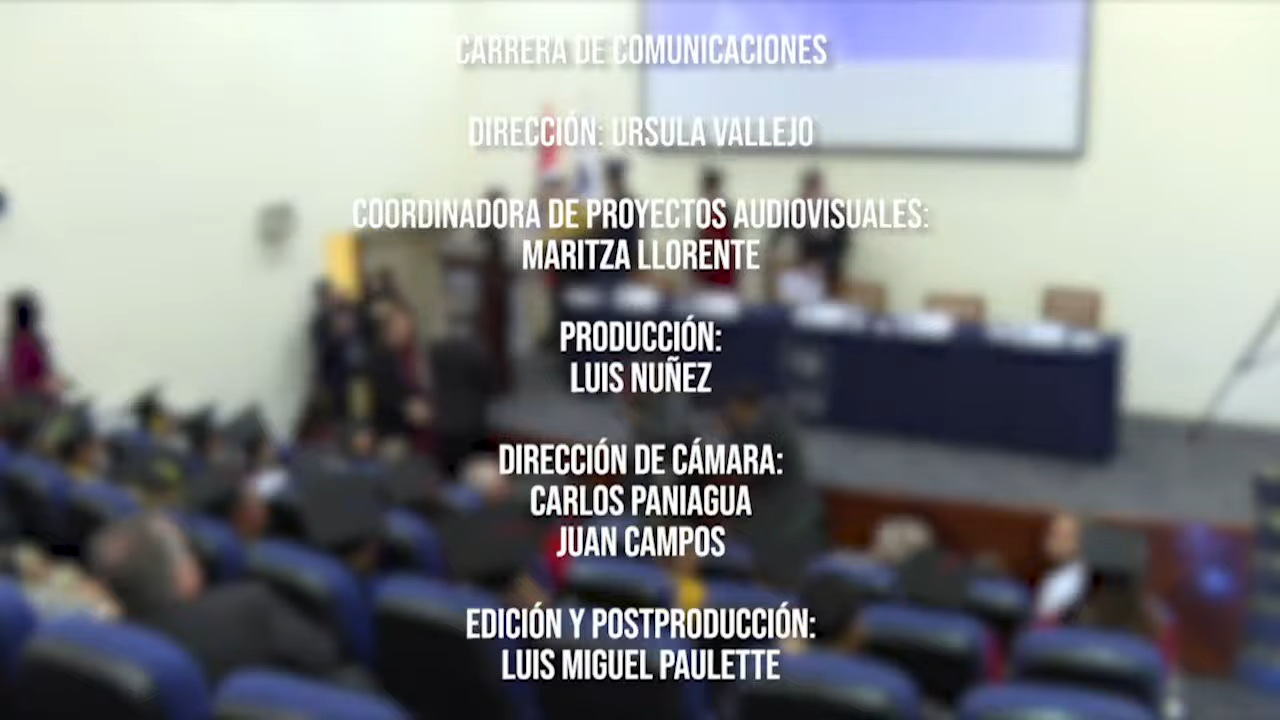 CARRERA DE COMUNICACIONES
DIRECCIÓN: URSULA VALLEJO
COORDINADORA DE PROYECTOS AUDIOVISUALES:
MARITZA LLORENTE
PRODUCCIÓN:
LUIS NUÑEZ
DIRECCIÓN DE CÁMARA:
CARLOS PANIAGUA
JUAN CAMPOS
EDICIÓN Y POSTPRODUCCIÓN:
LUIS MIGUEL PAULETTE